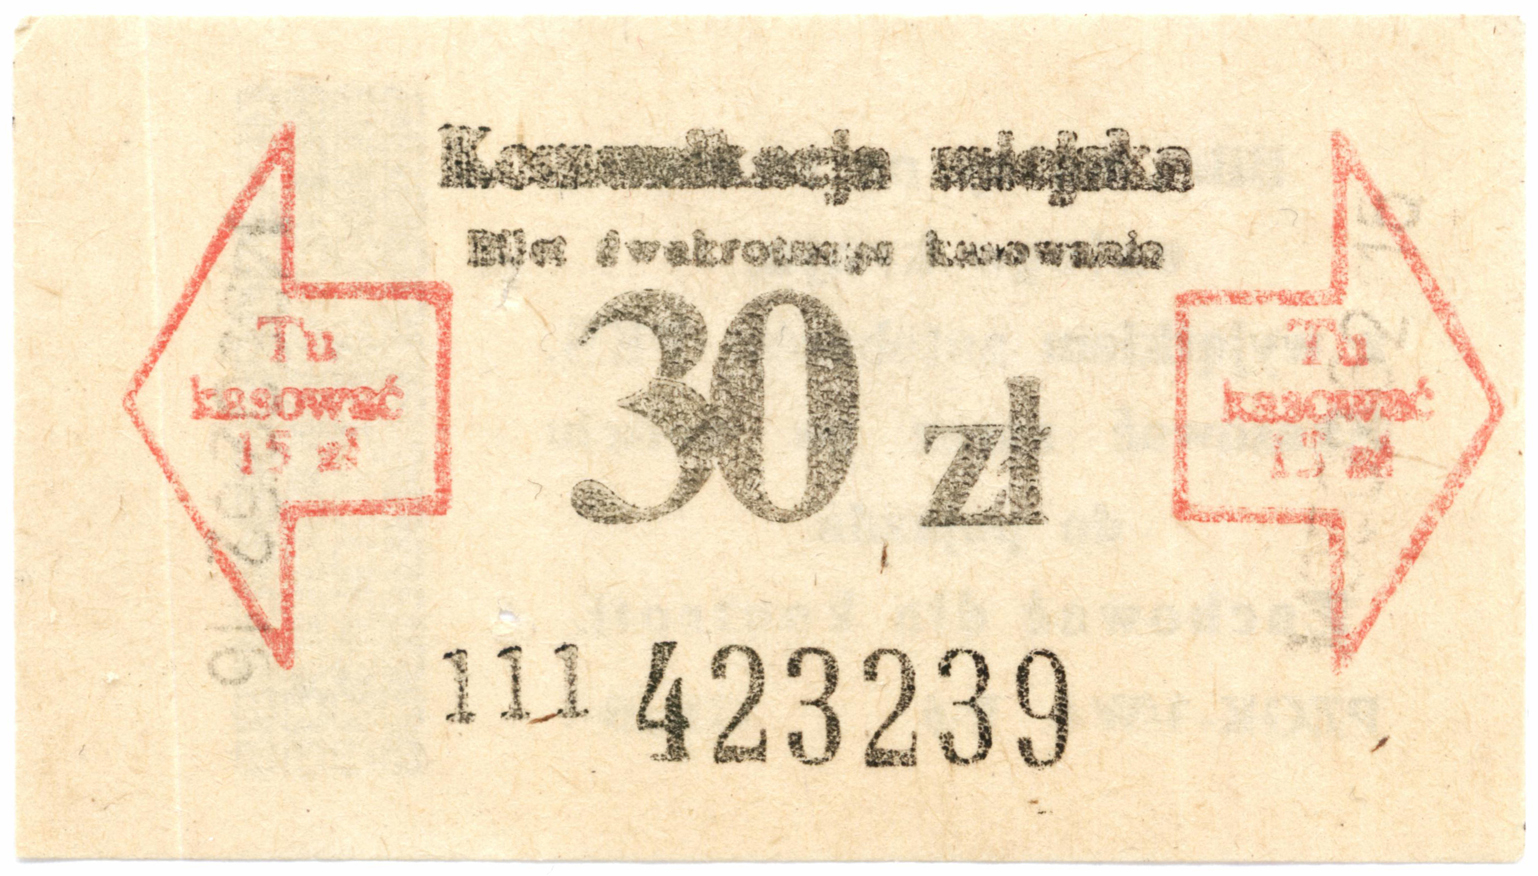 Komunikacja miejska
Bilet dwukrotnego kasowania
30 zł
Tu
kasować
15 zł
Tu
kasować
15 zł
111 423239